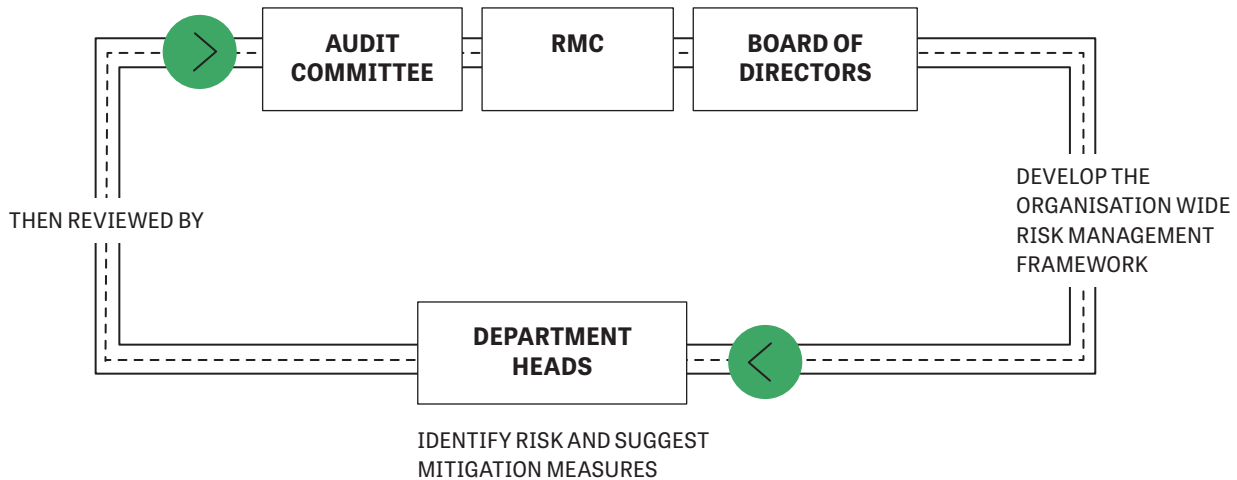 AUDIT
COMMITTEE
RMC
BOARD OF
DIRECTORS
DEVELOP THE
ORGANISATION WIDE
RISK MANAGEMENT
FRAMEWORK
THEN REVIEWED BY
DEPARTMENT
HEADS
IDENTIFY RISK AND SUGGEST
MITIGATION MEASURES